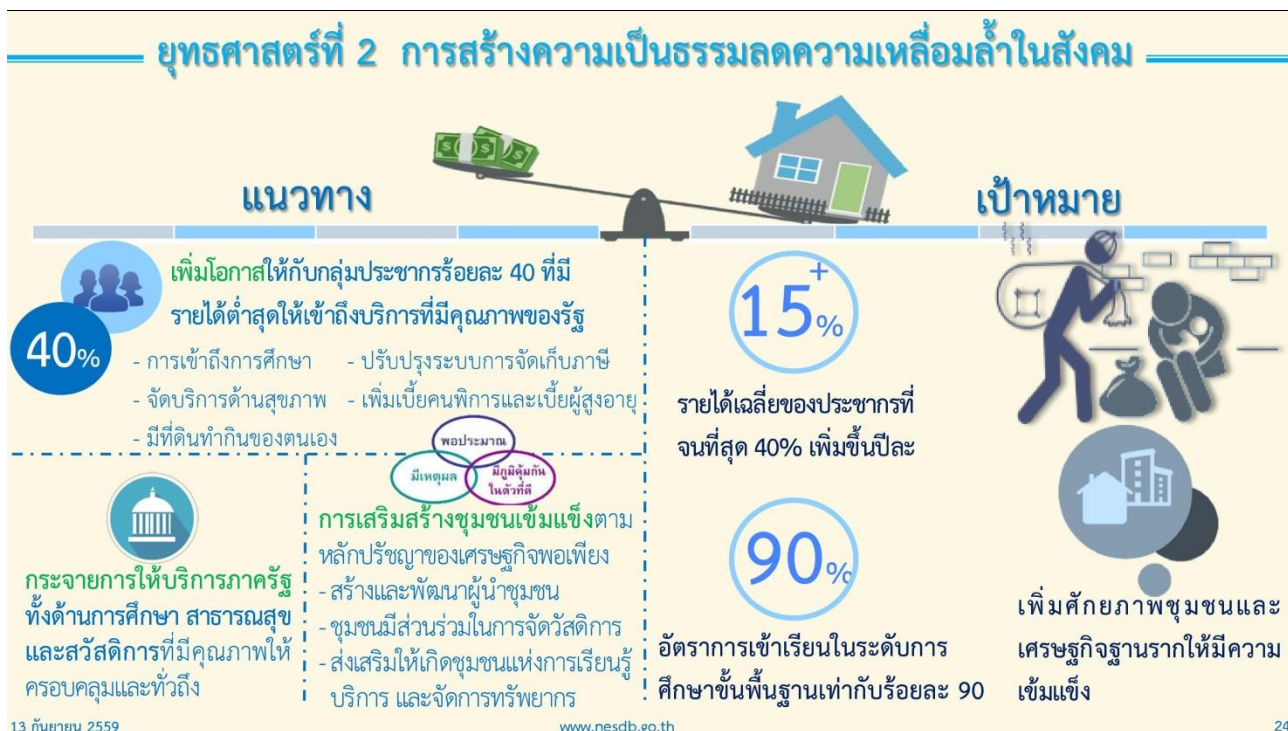 ยุทธศาสตร์ที่ 2 การสร้างความเป็นธรรมลดความเหลื่อมล้ำในสังคม
แนวทาง
40%
เพิ่มโอกาสให้กับกลุ่มประชากรร้อยละ 40 ที่มี
รายได้ต่ำสุดให้เข้าถึงบริการที่มีคุณภาพของรัฐ
- การเข้าถึงการศึกษา - ปรับปรุงระบบการจัดเก็บภาษี
- จัดบริการด้านสุขภาพ - เพิ่มเบี้ยคนพิการและเบี้ยผู้สูงอายุ
- มีที่ดินทำกินของตนเอง
กระจายการให้บริการภาครัฐ
ทั้งด้านการศึกษา สาธารณสุข
และสวัสดิการที่มีคุณภาพให้
ครอบคลุมและทั่วถึง
พอประมาณ
มีเหตุผล
มีภูมิคุ้มกัน
ในตัวที่ดี
การเสริมสร้างชุมชนเข้มแข็งตาม
หลักปรัชญาของเศรษฐกิจพอเพียง
- สร้างและพัฒนาผู้นำชุมชน
- ชุมชนมีส่วนร่วมในการจัดวัสดิการ
- ส่งเสริมให้เกิดชุมชนแห่งการเรียนรู้
บริการ และจัดการทรัพยากร
เป้าหมาย
15+%
รายได้เฉลี่ยของประชากรที่
จนที่สุด 40% เพิ่มขึ้นปีละ
90%
อัตราการเข้าเรียนในระดับการ
ศึกษาขั้นพื้นฐานเท่ากับร้อยละ 90
เพิ่มศักยภาพชุมชนและ
เศรษฐกิจฐานรากให้มีความ
เข้มแข็ง
13 กันยายน 2559
www.nesdb.go.th
24